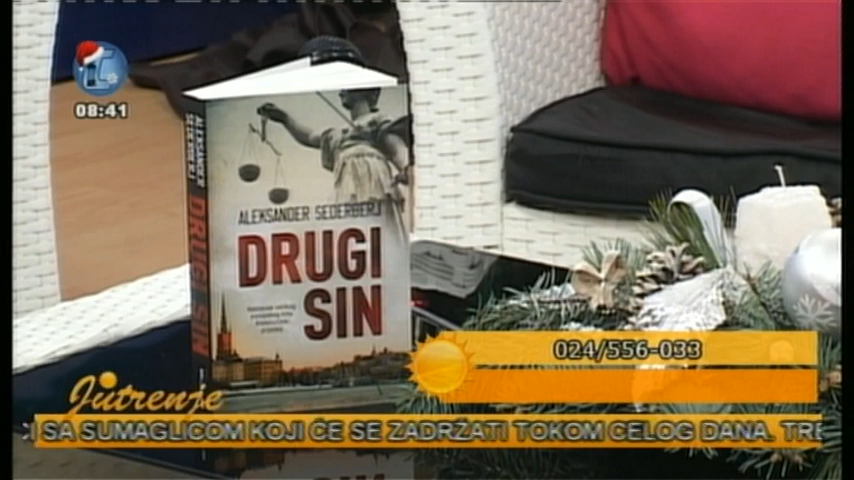 08:41
ALEKSANDER
SEDERBERJ
DRUGI SIN
ALEKSANDER SEDERBERJ
DRUGI
SIN
024/556-033
Jutrenje
I SA SUMAGLICOM KOJI ĆE SE ZADRŽATI TOKOM CELOG DANA. TRE